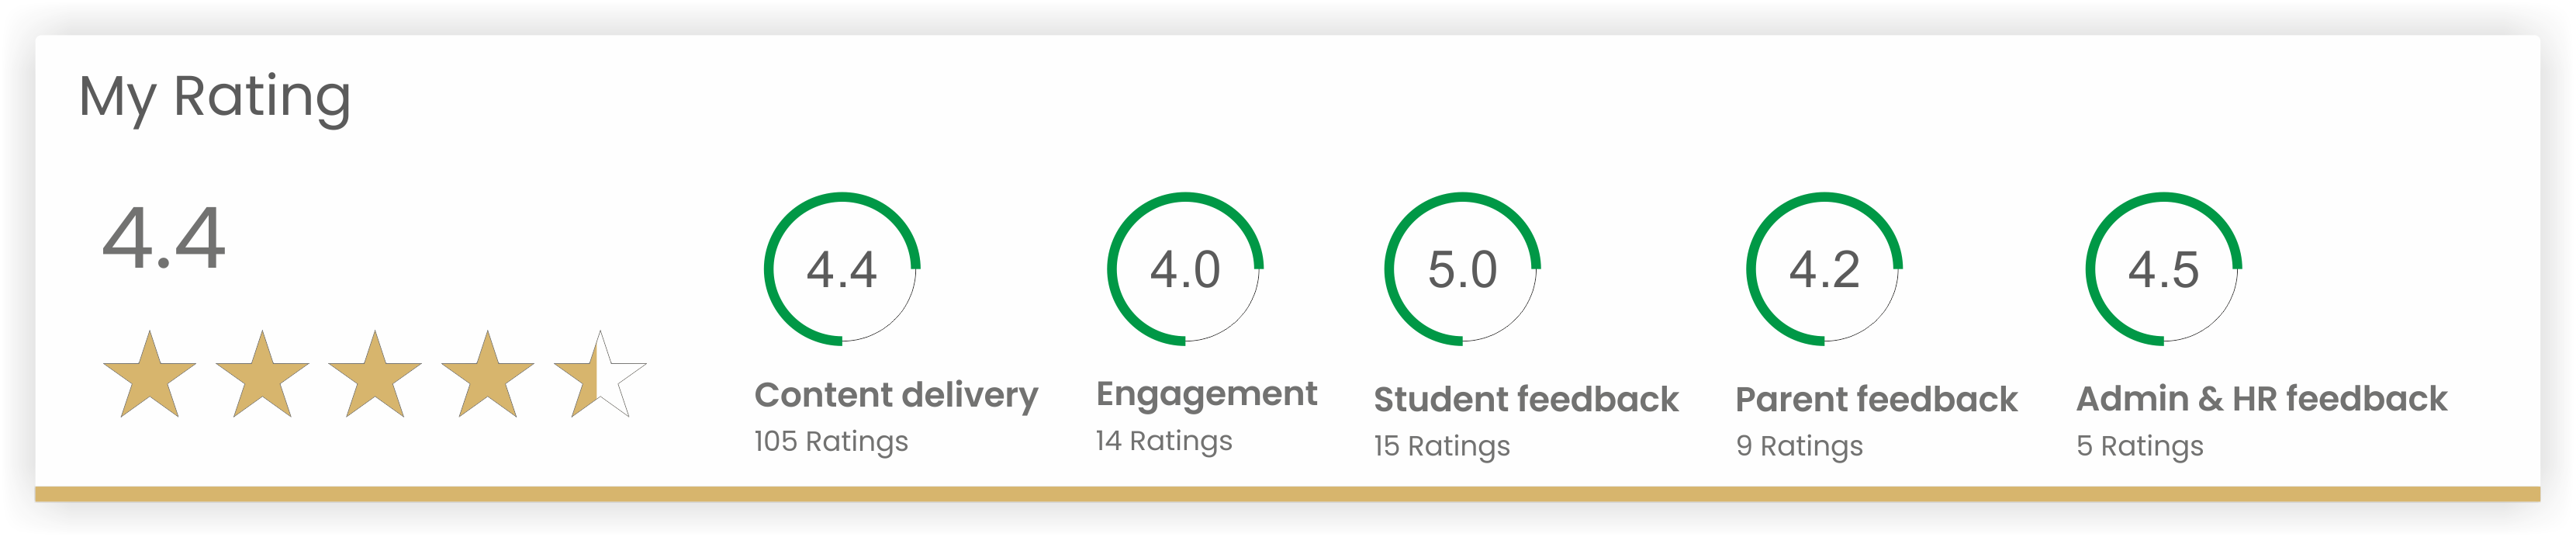 My Rating
4.4
4.4
Content delivery
105 Ratings
4.0
Engagement
14 Ratings
5.0
Student feedback
15 Ratings
4.2
Parent feedback
9 Ratings
4.5
Admin & HR feedback
5 Ratings